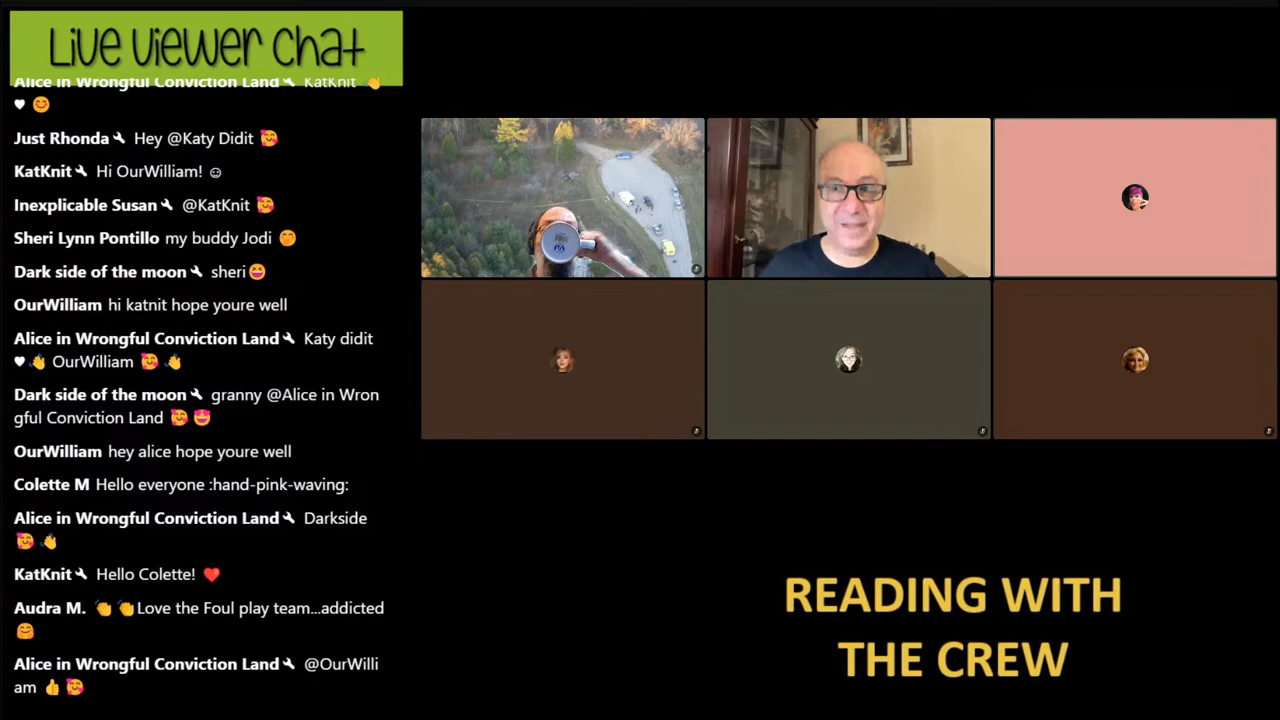 Live Viewer Chat
Alice in Wrongful Conviction Land KatKnit 👏
♥ 😊
Just Rhonda Hey @Katy Didit 🥰
KatKnit Hi OurWilliam! ☺
Inexplicable Susan @KatKnit 🥰
Sheri Lynn Pontillo my buddy Jodi 🤭
Dark side of the moon sheri😆
OurWilliam hi katnit hope youre well
Alice in Wrongful Conviction Land Katy didit
♥👋 OurWilliam 🥰 👋
Dark side of the moon granny @Alice in Wron
gful Conviction Land 🥰 🤩
OurWilliam hey alice hope youre well
Colette M Hello everyone :hand-pink-waving:
Alice in Wrongful Conviction Land Darkside
🥰 👋
KatKnit Hello Colette! ❤️
Audra M. 👏 👏Love the Foul play team...addicted
🤗
Alice in Wrongful Conviction Land @OurWilli
am 👍 🥰
READING WITH
THE CREW